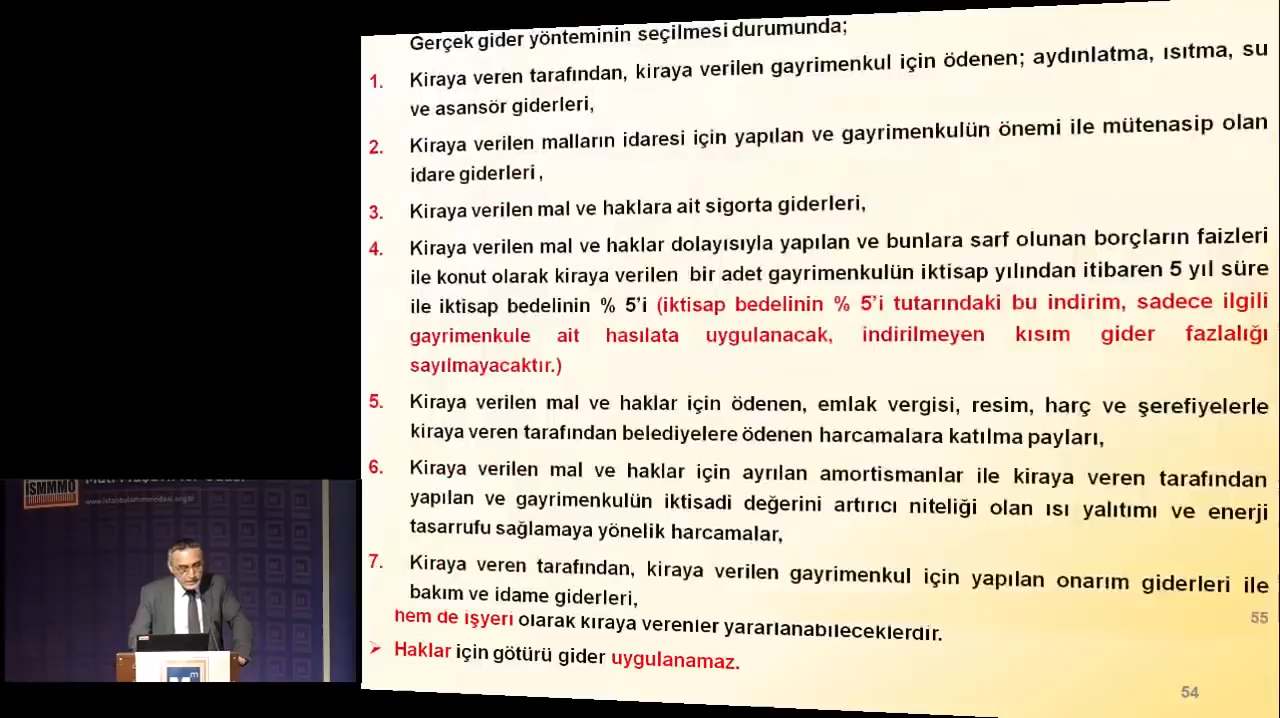 Gerçek gider yönteminin seçilmesi durumunda;
1. Kiraya veren tarafından, kiraya verilen gayrimenkul için ödenen; aydınlatma, ısıtma, su
ve asansör giderleri,
2. Kiraya verilen malların idaresi için yapılan ve gayrimenkulün önemi ile mütenasip olan
idare giderleri,
3. Kiraya verilen mal ve haklara ait sigorta giderleri,
4. Kiraya verilen mal ve haklar dolayısıyla yapılan ve bunlara sarf olunan borçların faizleri
ile konut olarak kiraya verilen bir adet gayrimenkulün iktisap yılından itibaren 5 yıl süre
ile iktisap bedelinin % 5’i (iktisap bedelinin % 5’i tutarındaki bu indirim, sadece ilgili
gayrimenkule ait hasılata uygulanacak, indirilmeyen kısım gider fazlalığı
sayılmayacaktır.)
5. Kiraya verilen mal ve haklar için ödenen, emlak vergisi, resim, harç ve şerefiyelerle
kiraya veren tarafından belediyelere ödenen harcamalara katılma payları,
6. Kiraya verilen mal ve haklar için ayrılan amortismanlar ile kiraya veren tarafından
yapılan ve gayrimenkulün iktisadi değerini artırıcı niteliği olan ısı yalıtımı ve enerji
tasarrufu sağlamaya yönelik harcamalar,
7. Kiraya veren tarafından, kiraya verilen gayrimenkul için yapılan onarım giderleri ile
bakım ve idame giderleri,
55
hem de işyeri olarak kiraya verenler yararlanabileceklerdir.
➢ Haklar için götürü gider uygulanamaz.
54
İSMMMO
www.istanbulsmmmodasi.org.tr